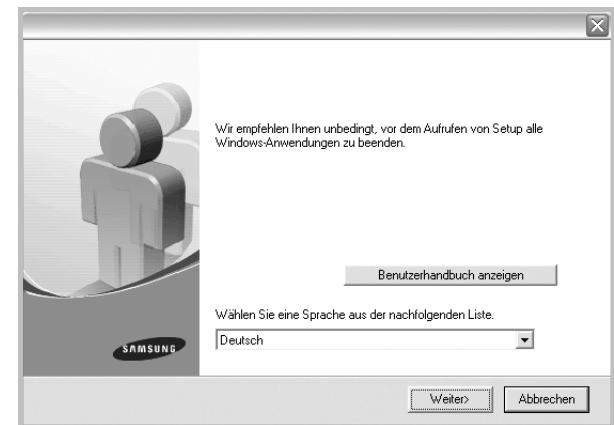 Wir empfehlen Ihnen unbedingt, vor dem Aufrufen von Setup alle
Windows-Anwendungen zu beenden.
Benutzerhandbuch anzeigen
Wählen Sie eine Sprache aus der nachfolgenden Liste.
Deutsch
SAMSUNG
Weiter>
Abbrechen